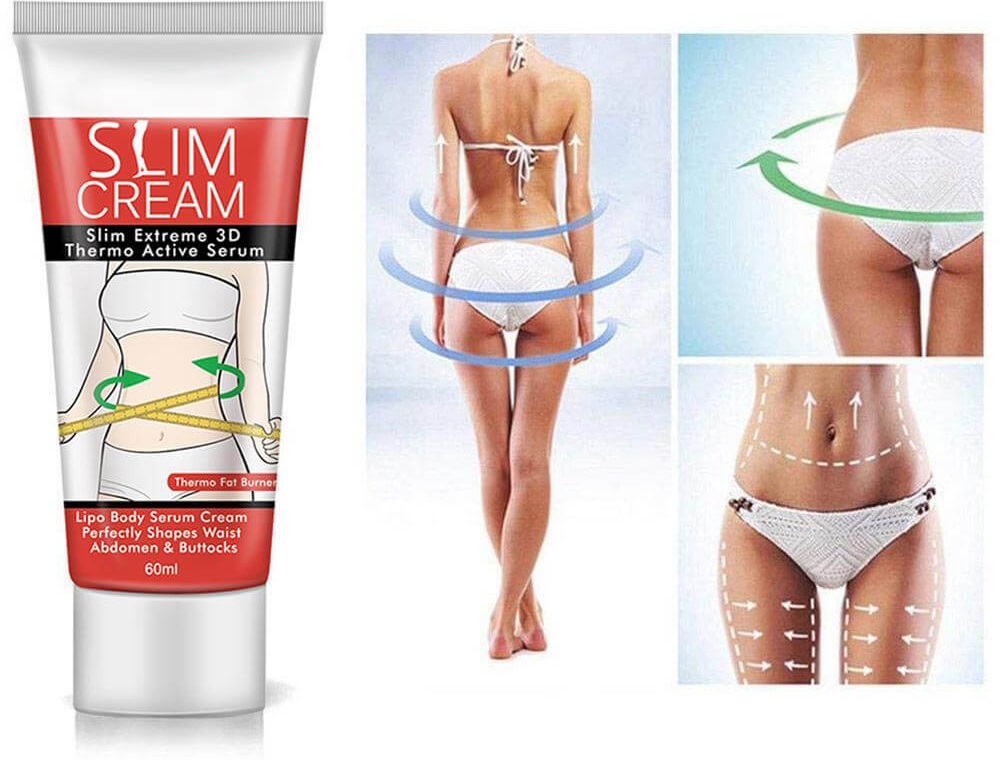 SLIM
CREAM
Slim Extreme 3D
Thermo Active Serum
Thermo Fat Burner
Lipo Body Serum Cream
Perfectly Shapes Waist
Abdomen & Buttocks
60ml